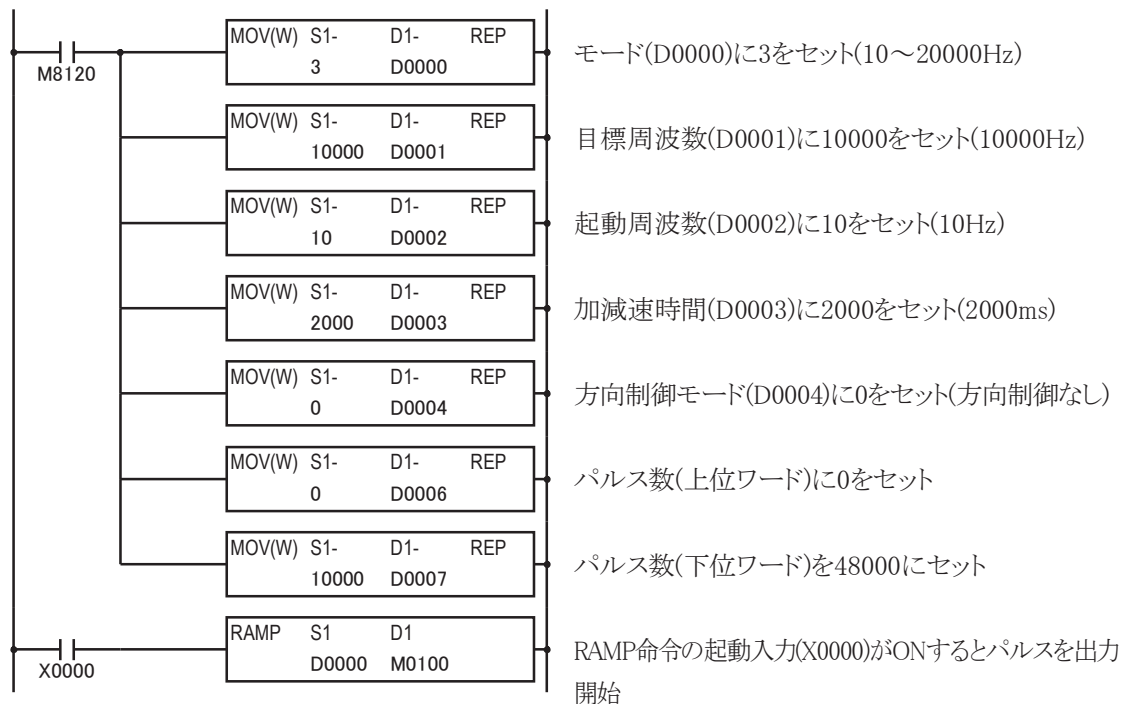 MOV(W) S1- D1- REP
3 D0000
モード(D0000)に3をセット(10～20000Hz)
M8120
MOV(W) S1- D1- REP
10000 D0001
目標周波数(D0001)に10000をセット(10000Hz)
MOV(W) S1- D1- REP
10 D0002
起動周波数(D0002)に10をセット(10Hz)
MOV(W) S1- D1- REP
2000 D0003
加減速時間(D0003)に2000をセット(2000ms)
MOV(W) S1- D1- REP
0 D0004
方向制御モード(D0004)に0をセット(方向制御なし)
MOV(W) S1- D1- REP
0 D0006
パルス数(上位ワード)に0をセット
MOV(W) S1- D1- REP
10000 D0007
パルス数(下位ワード)を48000にセット
RAMP S1 D1
D0000 M0100
X0000
RAMP命令の起動入力(X0000)がONするとパルスを出力
開始